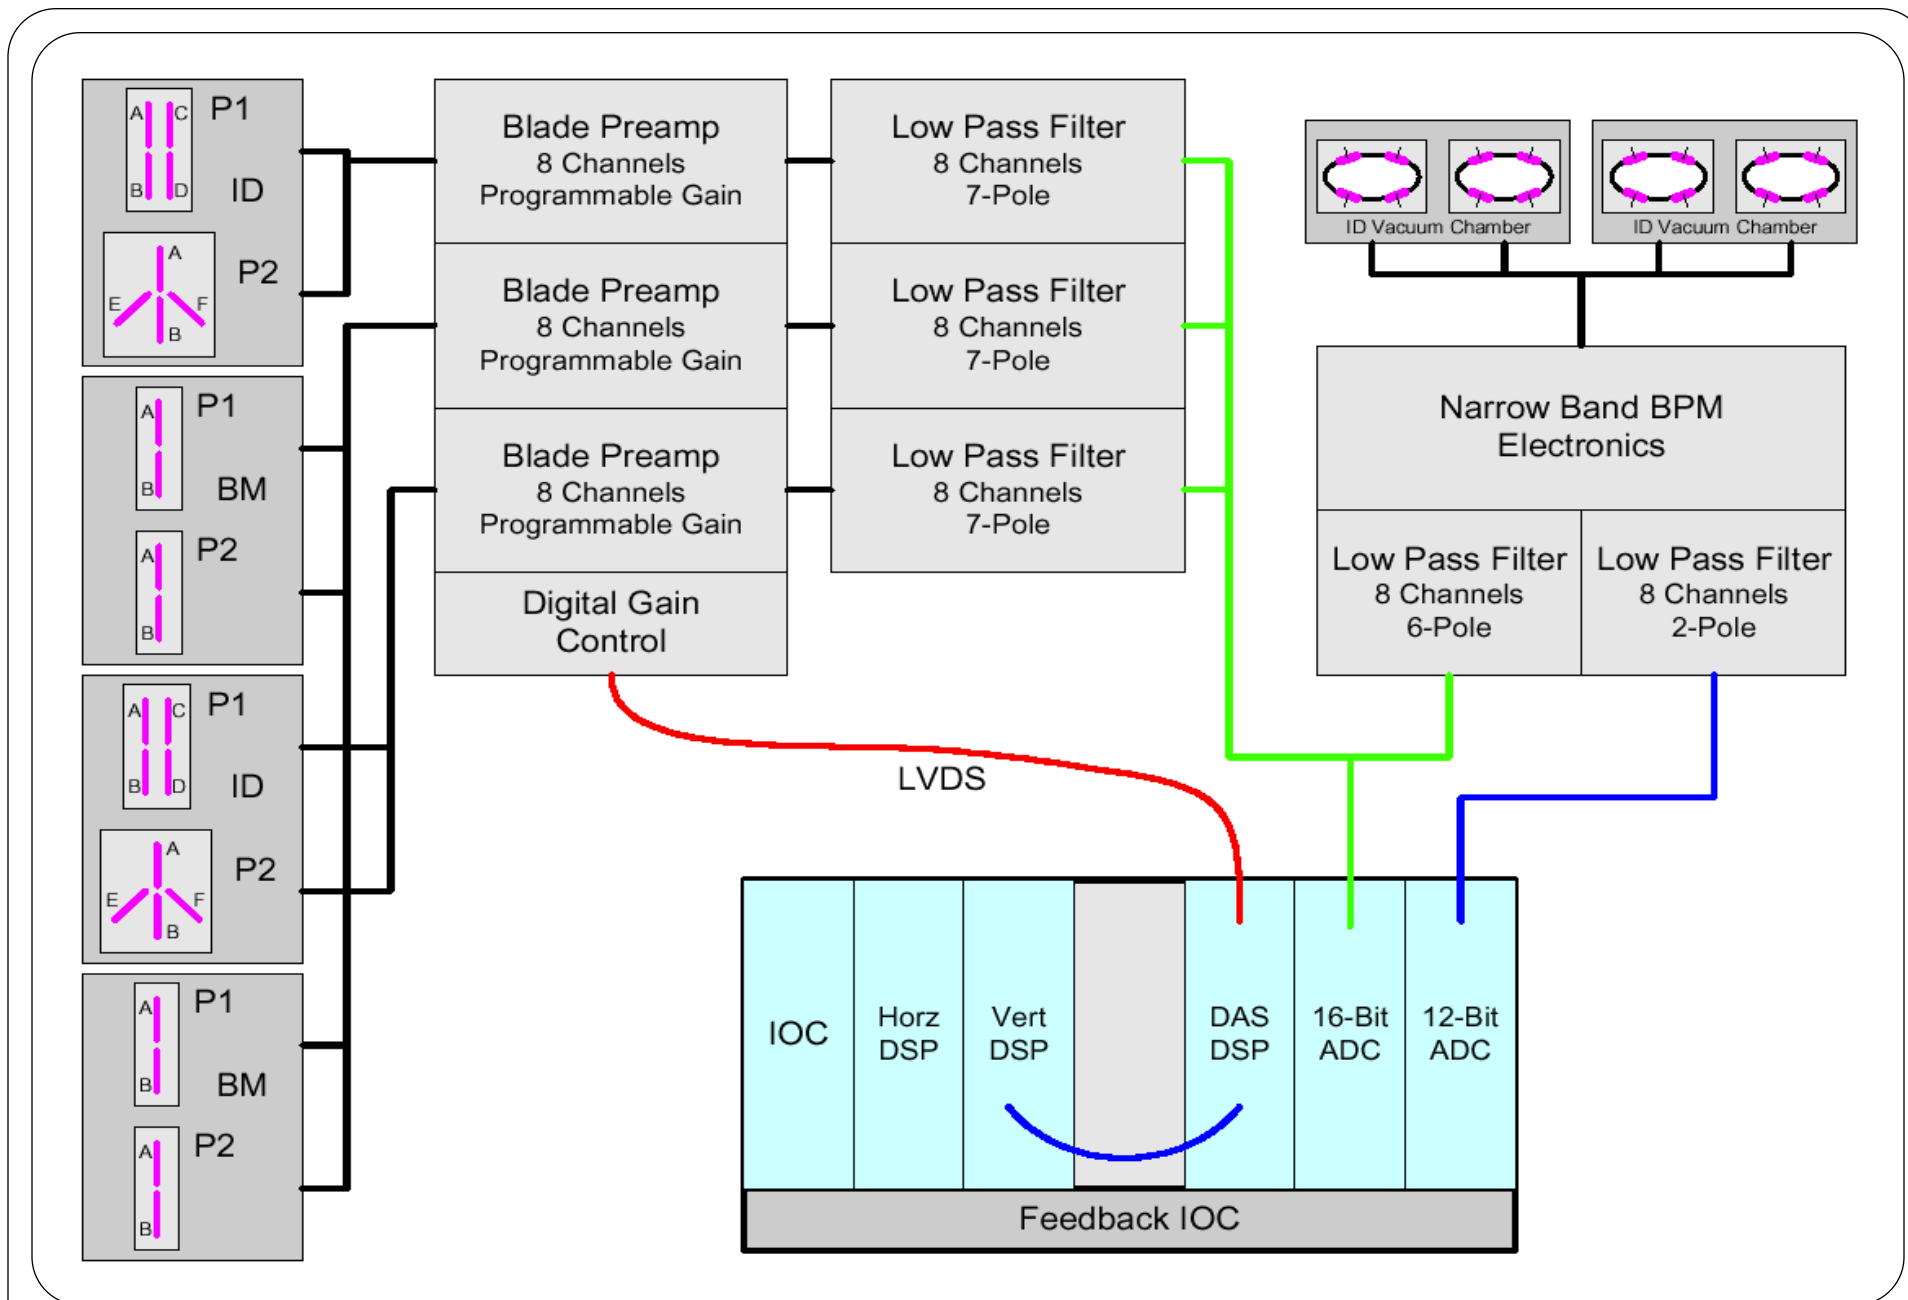 A C
P1
B D
ID
A
P2
E F
B
A
P1
B
BM
A
P2
B
A C
P1
B D
ID
A
P2
E F
B
A
P1
B
BM
A
P2
B
Blade Preamp
8 Channels
Programmable Gain
Blade Preamp
8 Channels
Programmable Gain
Blade Preamp
8 Channels
Programmable Gain
Digital Gain
Control
Low Pass Filter
8 Channels
7-Pole
Low Pass Filter
8 Channels
7-Pole
Low Pass Filter
8 Channels
7-Pole
ID Vacuum Chamber
ID Vacuum Chamber
Narrow Band BPM
Electronics
Low Pass Filter
8 Channels
6-Pole
Low Pass Filter
8 Channels
2-Pole
LVDS
IOC
Horz
DSP
Vert
DSP
DAS
DSP
16-Bit
ADC
12-Bit
ADC
Feedback IOC